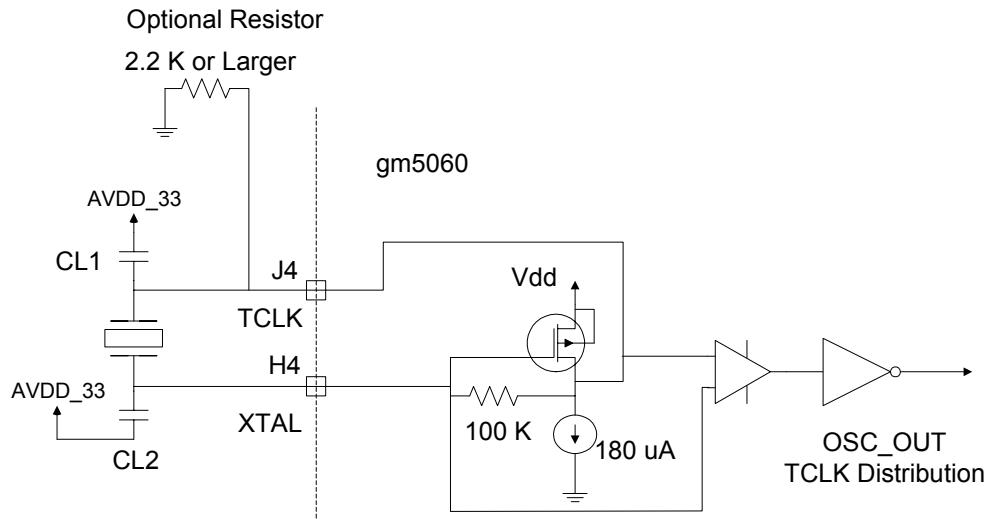 Optional Resistor
2.2 K or Larger
gm5060
AVDD_33
CL1
J4
TCLK
Vdd
H4
XTAL
AVDD_33
CL2
100 K
180 uA
OSC_OUT
TCLK Distribution